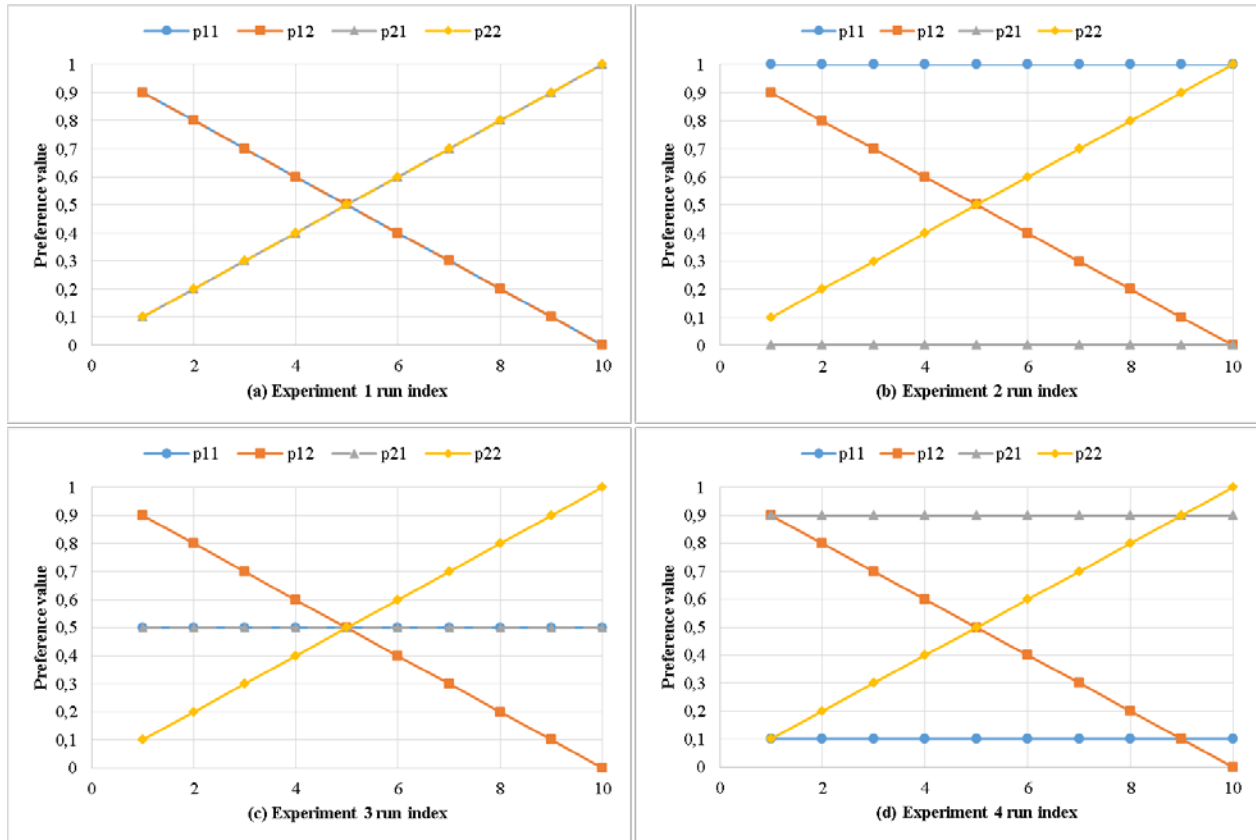 p11 p12 p21 p22
1
0,9
0,8
0,7
0,6
0,5
0,4
0,3
0,2
0,1
0
Preference value
0 2 4 6 8 10
(a) Experiment 1 run index
p11 p12 p21 p22
1
0,9
0,8
0,7
0,6
0,5
0,4
0,3
0,2
0,1
0
Preference value
0 2 4 6 8 10
(b) Experiment 2 run index
p11 p12 p21 p22
1
0,9
0,8
0,7
0,6
0,5
0,4
0,3
0,2
0,1
0
Preference value
0 2 4 6 8 10
(c) Experiment 3 run index
p11 p12 p21 p22
1
0,9
0,8
0,7
0,6
0,5
0,4
0,3
0,2
0,1
0
Preference value
0 2 4 6 8 10
(d) Experiment 4 run index